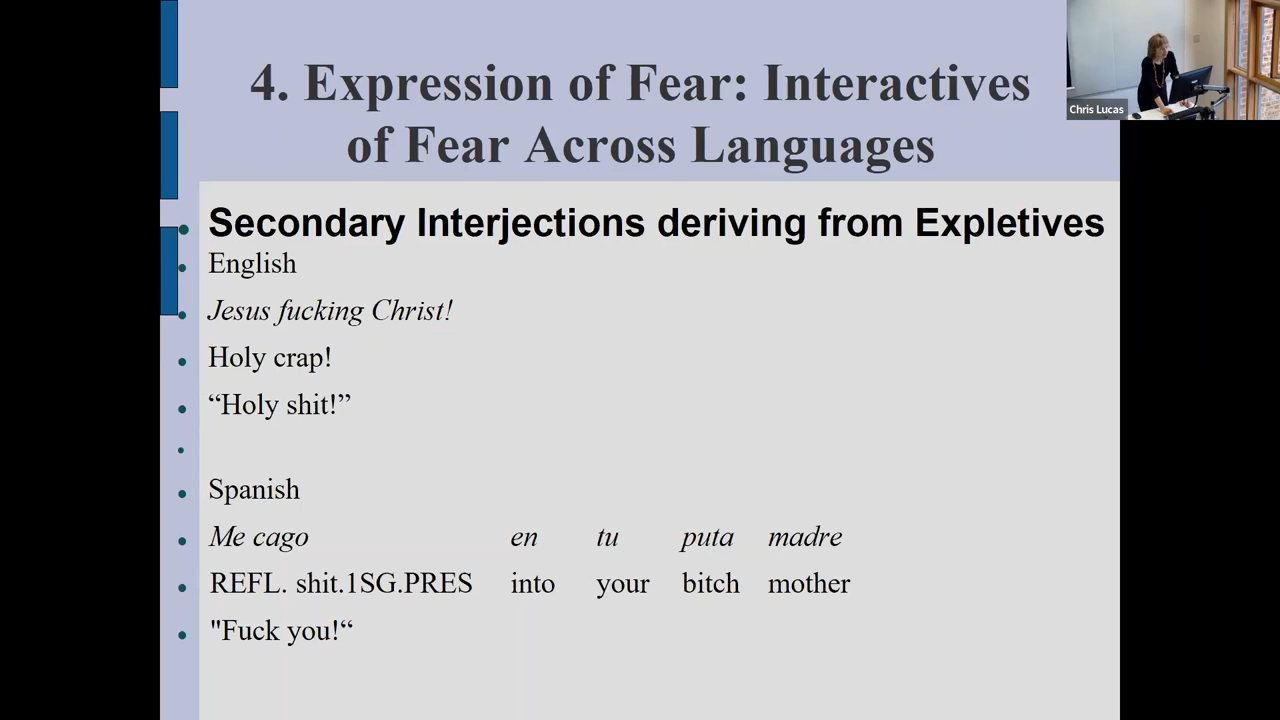 4. Expression of Fear: Interactives
of Fear Across Languages
Chris Lucas
Secondary Interjections deriving from Expletives
English
Jesus fucking Christ!
Holy crap!
“Holy shit!”
Spanish
Me cago en tu puta madre
REFL. shit.1SG.PRES into your bitch mother
"Fuck you!“